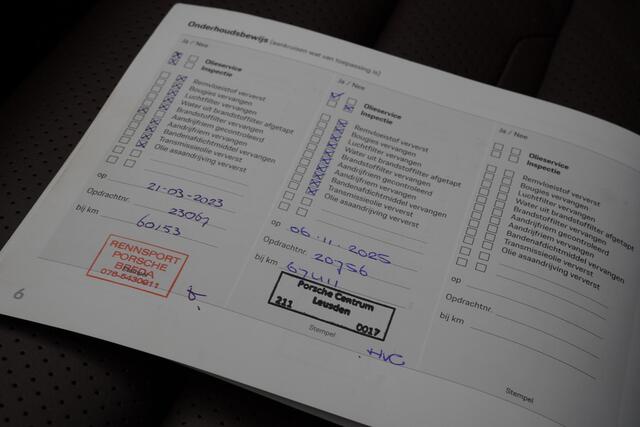 Onderhoudsbewijs (aankruisen wat van toepassing is)
Ja / Nee
Olieservice
Inspectie
Remvloeistof ververst
Bougies vervangen
Luchtfilter vervangen
Water uit brandstoffilter afgetapt
Brandstoffilter vervangen
Aandrijfriem gecontroleerd
Aandrijfriem vervangen
Bandenafdichtmiddel vervangen
Transmissieolie ververst
Olie asaandrijving ververst
op 21-03-2023
Opdrachtnr. 23067
bij km 60153
RENNSPORT
PORSCHE
BREDA
076-5430911
6
Ja / Nee
Olieservice
Inspectie
Remvloeistof ververst
Bougies vervangen
Luchtfilter vervangen
Water uit brandstoffilter afgetapt
Brandstoffilter vervangen
Aandrijfriem gecontroleerd
Aandrijfriem vervangen
Bandenafdichtmiddel vervangen
Transmissieolie ververst
Olie asaandrijving ververst
op 06.11.2025
Opdrachtnr. 20756
bij km 67411
Porsche Centrum
Leusden
211 0017
Stempel
HvC
Ja / Nee
Olieservice
Inspectie
Remvloeistof ververst
Bougies vervangen
Luchtfilter vervangen
Water uit brandstoffilter afgetapt
Brandstoffilter vervangen
Aandrijfriem gecontroleerd
Aandrijfriem vervangen
Bandenafdichtmiddel vervangen
Transmissieolie ververst
Olie asaandrijving ververst
op
Opdrachtnr.
bij km
Stempel